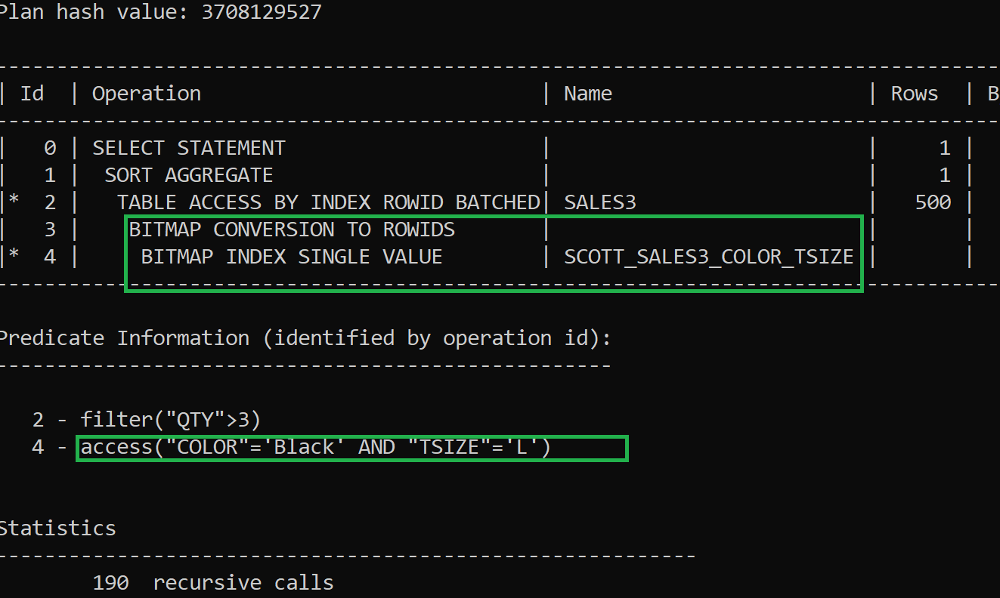 Plan hash value: 3708129527
--------------------------------------------------------------------------------
| Id  | Operation                            | Name                     | Rows  | B
--------------------------------------------------------------------------------
|   0 | SELECT STATEMENT                     |                          |     1 |
|   1 |  SORT AGGREGATE                      |                          |     1 |
|*  2 |   TABLE ACCESS BY INDEX ROWID BATCHED| SALES3                   |   500 |
|   3 |    BITMAP CONVERSION TO ROWIDS       |                          |       |
|*  4 |     BITMAP INDEX SINGLE VALUE        | SCOTT_SALES3_COLOR_TSIZE |       |
--------------------------------------------------------------------------------
Predicate Information (identified by operation id):
---------------------------------------------------
2 - filter("QTY">3)
4 - access("COLOR"='Black' AND "TSIZE"='L')
Statistics
----------------------------------------------------------
190  recursive calls